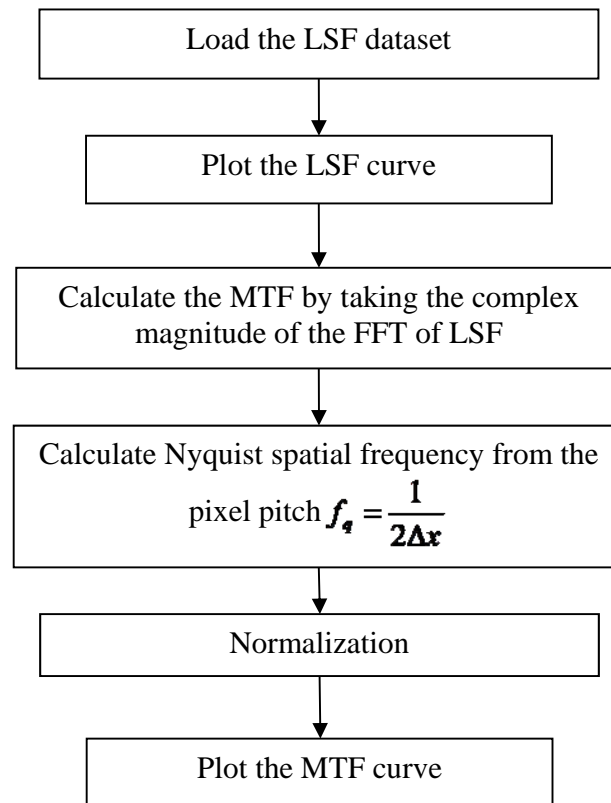 Load the LSF dataset
Plot the LSF curve
Calculate the MTF by taking the complex
magnitude of the FFT of LSF
Calculate Nyquist spatial frequency from the
pixel pitch f_q = 1/(2Δx)
Normalization
Plot the MTF curve